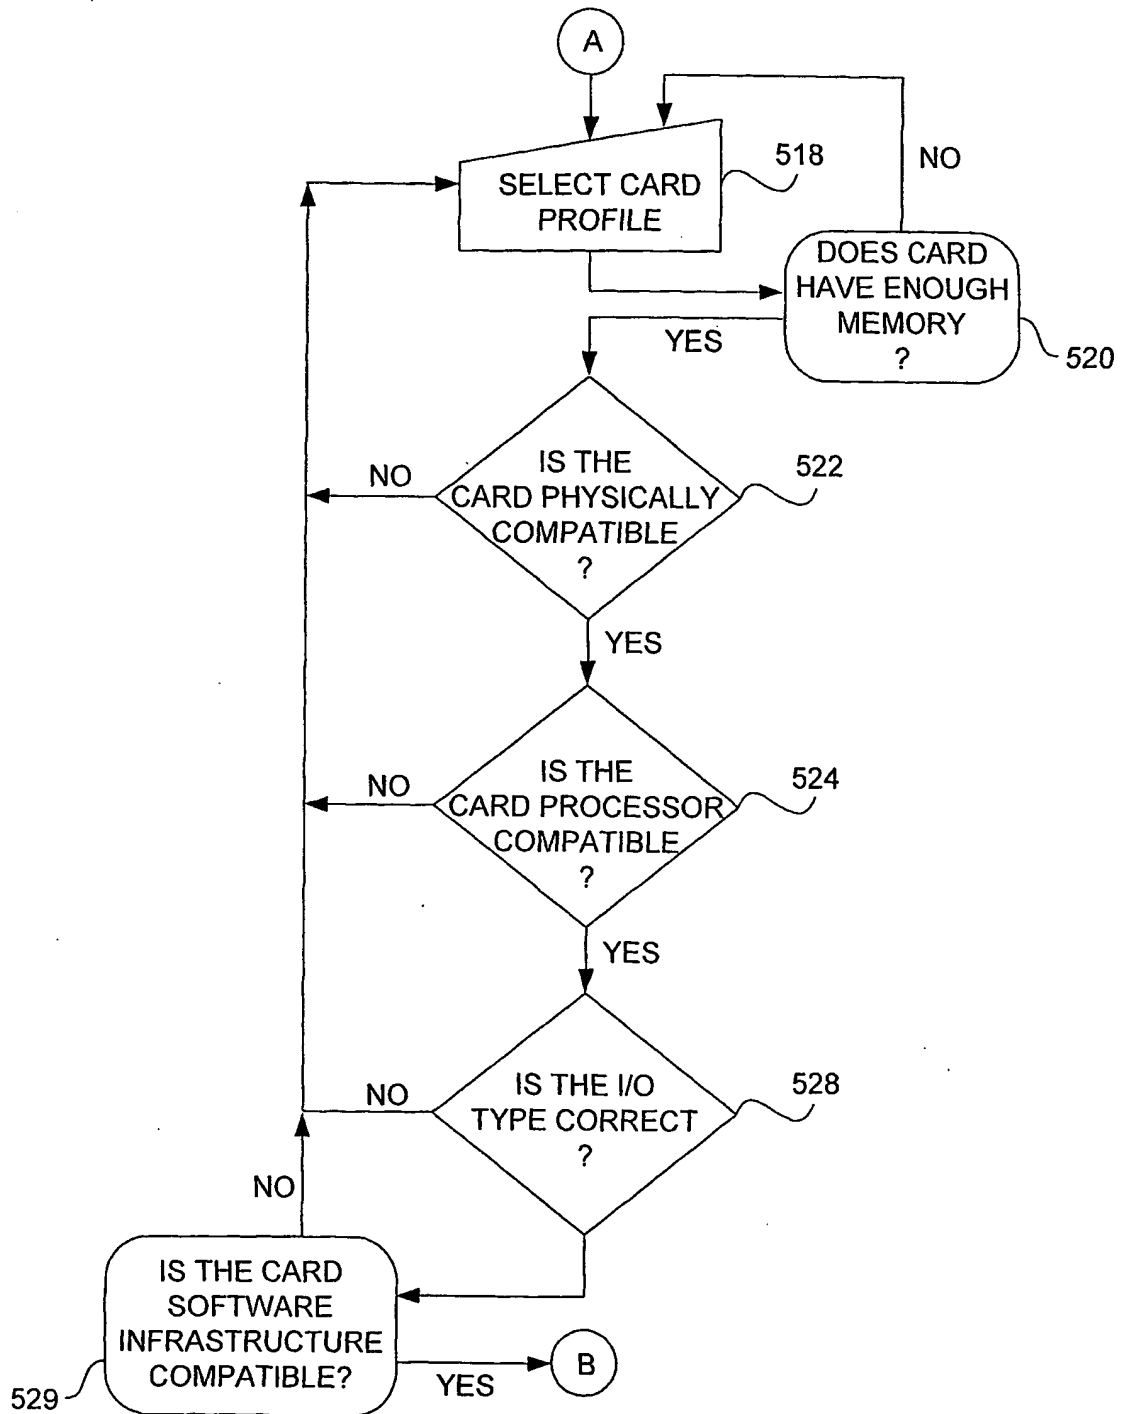 A
518
SELECT CARD
PROFILE
NO
DOES CARD
HAVE ENOUGH
MEMORY
?
520
YES
IS THE
CARD PHYSICALLY
COMPATIBLE
?
522
NO
YES
IS THE
CARD PROCESSOR
COMPATIBLE
?
524
NO
YES
IS THE I/O
TYPE CORRECT
?
528
NO
NO
IS THE CARD
SOFTWARE
INFRASTRUCTURE
COMPATIBLE?
529
YES
B